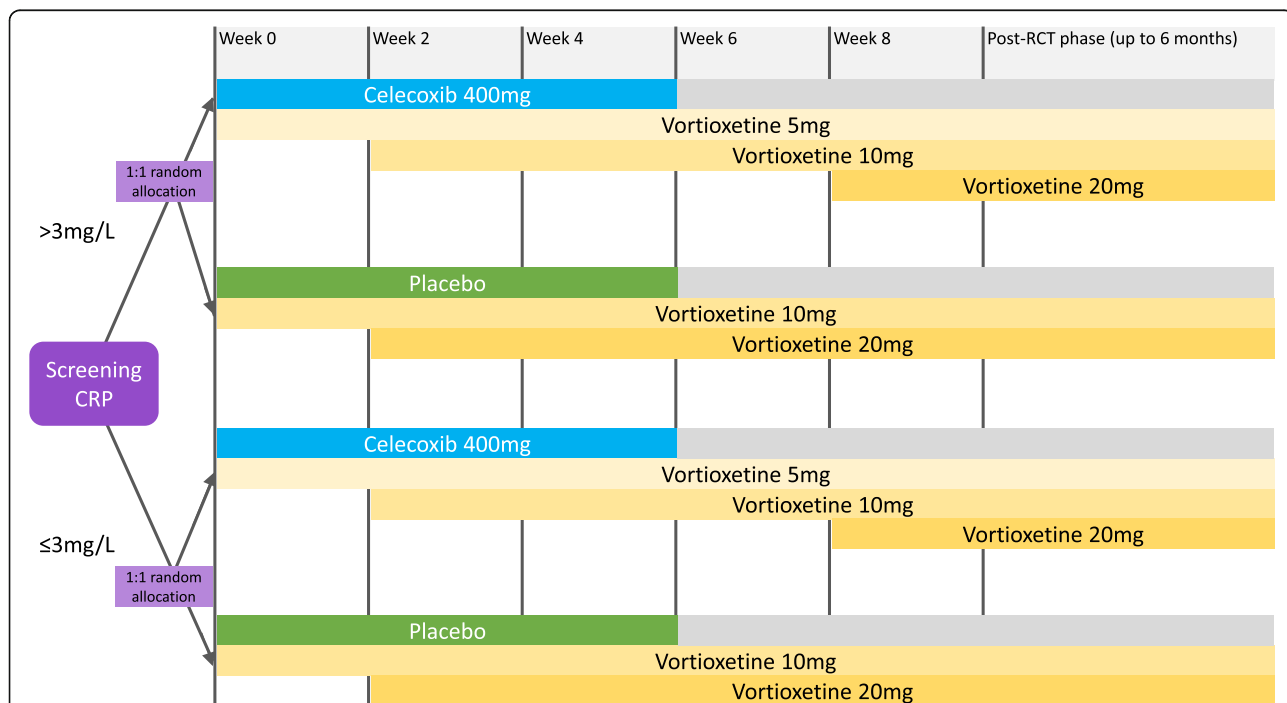 Week 0
Week 2
Week 4
Week 6
Week 8
Post-RCT phase (up to 6 months)
Celecoxib 400mg
Vortioxetine 5mg
Vortioxetine 10mg
1:1 random
allocation
Vortioxetine 20mg
>3mg/L
Placebo
Vortioxetine 10mg
Vortioxetine 20mg
Screening
CRP
Celecoxib 400mg
Vortioxetine 5mg
Vortioxetine 10mg
Vortioxetine 20mg
≤3mg/L
1:1 random
allocation
Placebo
Vortioxetine 10mg
Vortioxetine 20mg